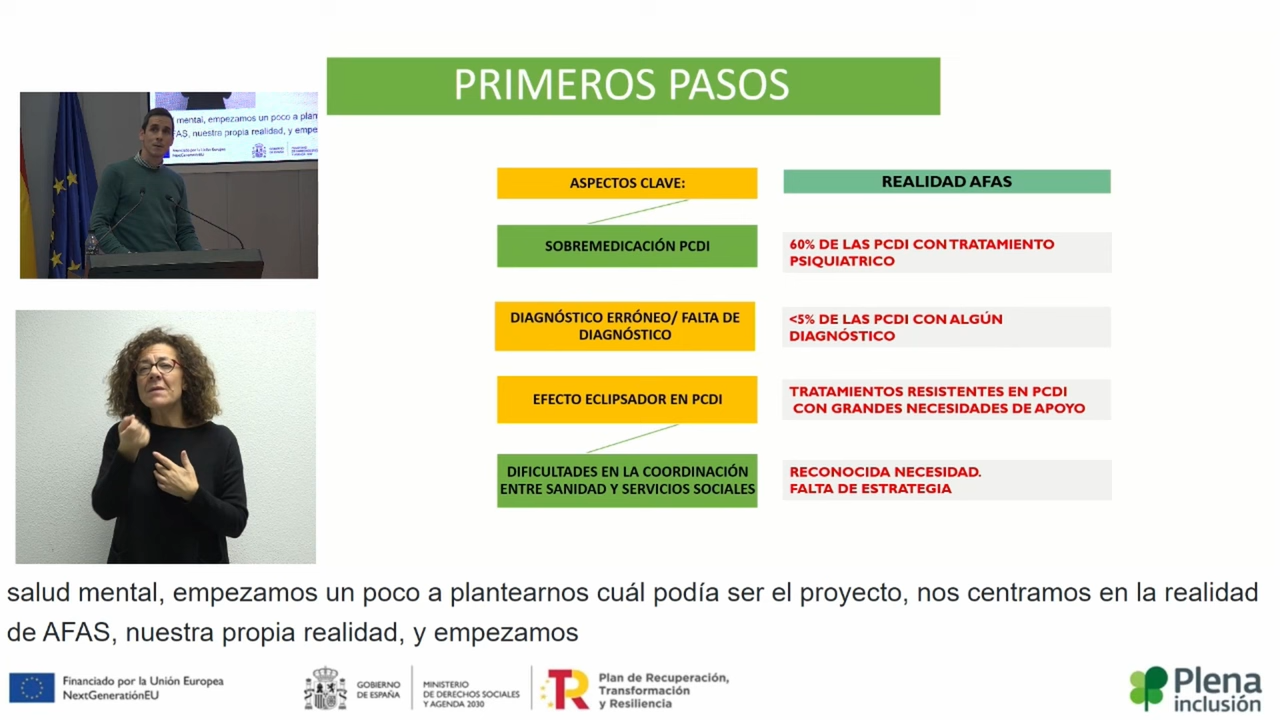 PRIMEROS PASOS
mental, empezamos un poco a plan
AFAS, nuestra propia realidad, y empe
ASPECTOS CLAVE:
REALIDAD AFAS
SOBREMEDICACIÓN PCDI
60% DE LAS PCDI CON TRATAMIENTO
PSIQUIATRICO
DIAGNÓSTICO ERRÓNEO/ FALTA DE
DIAGNÓSTICO
<5% DE LAS PCDI CON ALGÚN
DIAGNÓSTICO
EFECTO ECLIPSADOR EN PCDI
TRATAMIENTOS RESISTENTES EN PCDI
CON GRANDES NECESIDADES DE APOYO
DIFICULTADES EN LA COORDINACIÓN
ENTRE SANIDAD Y SERVICIOS SOCIALES
RECONOCIDA NECESIDAD.
FALTA DE ESTRATEGIA
salud mental, empezamos un poco a plantearnos cuál podía ser el proyecto, nos centramos en la realidad
de AFAS, nuestra propia realidad, y empezamos
Financiado por la Unión Europea
NextGenerationEU
GOBIERNO
DE ESPAÑA
MINISTERIO
DE DERECHOS SOCIALES
Y AGENDA 2030
Plan de Recuperación,
Transformación
y Resiliencia
Plena
inclusión